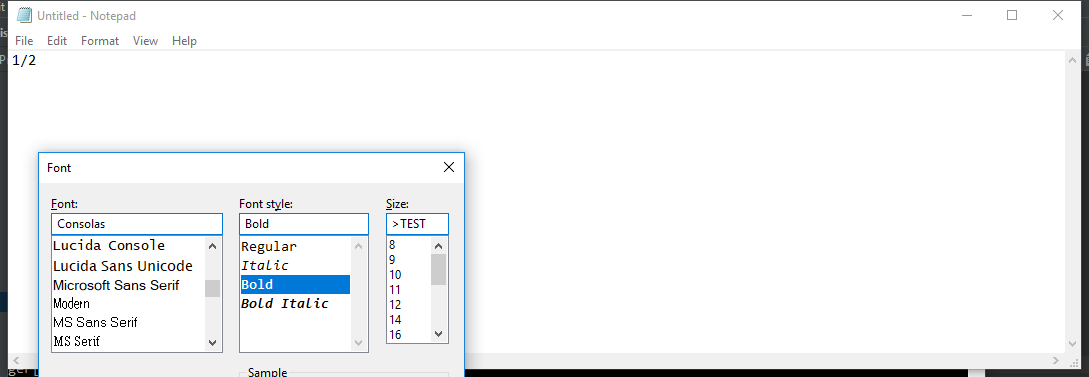 Untitled - Notepad
File Edit Format View Help
1/2
Font
Font: Font style: Size:
Consolas Bold >TEST
Lucida Console Regular 8
Lucida Sans Unicode Italic 9
Microsoft Sans Serif Bold 10
Modern Bold Italic 11
MS Sans Serif 12
MS Serif 14
16
Sample